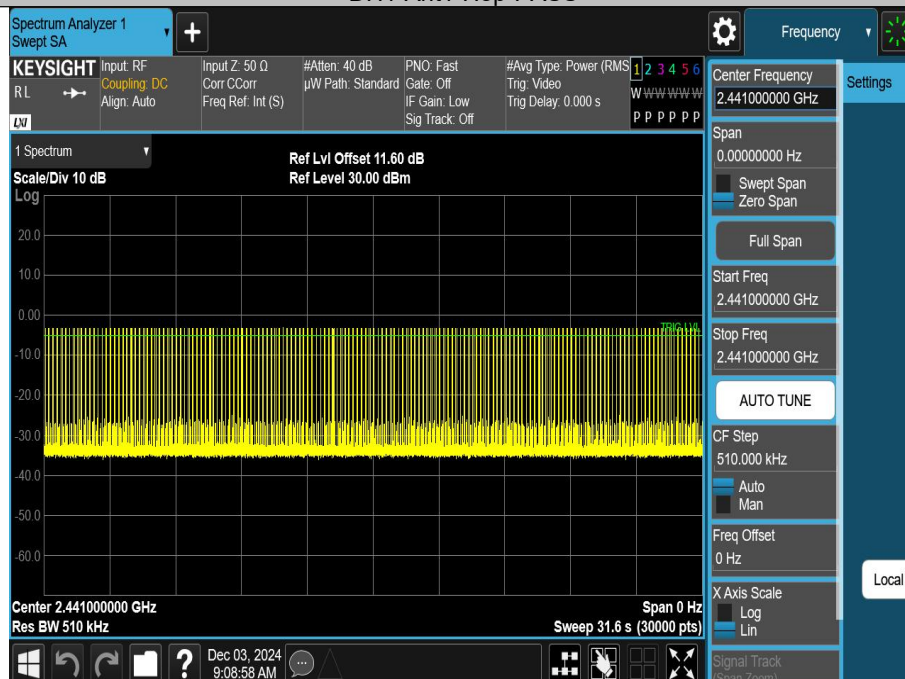 Spectrum Analyzer 1
Swept SA
Frequency
KEYSIGHT
RL
LXI
Input: RF
Coupling: DC
Align: Auto
Input Z: 50 Ω
Corr CCorr
Freq Ref: Int (S)
#Atten: 40 dB
µW Path: Standard
PNO: Fast
Gate: Off
IF Gain: Low
Sig Track: Off
#Avg Type: Power (RMS
Trig: Video
Trig Delay: 0.000 s
1 2 3 4 5 6
W W W W W W
P P P P P P
Center Frequency
2.441000000 GHz
Settings
Span
0.00000000 Hz
Swept Span
Zero Span
Full Span
Start Freq
2.441000000 GHz
Stop Freq
2.441000000 GHz
AUTO TUNE
CF Step
510.000 kHz
Auto
Man
Freq Offset
0 Hz
X Axis Scale
Log
Lin
Signal Track
(Span Zoom)
Local
1 Spectrum
Scale/Div 10 dB
Log
Ref Lvl Offset 11.60 dB
Ref Level 30.00 dBm
20.0
10.0
0.00
TRIG LVL
-10.0
-20.0
-30.0
-40.0
-50.0
-60.0
Center 2.441000000 GHz
Res BW 510 kHz
Span 0 Hz
Sweep 31.6 s (30000 pts)
?
Dec 03, 2024
9:08:58 AM